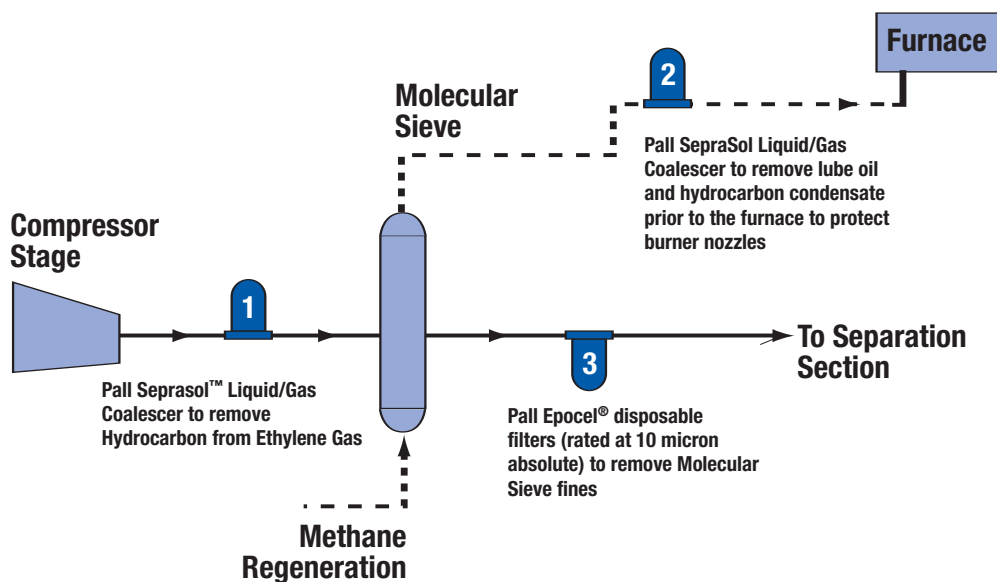 Furnace
2
Molecular
Sieve
Pall SepraSol Liquid/Gas
Coalescer to remove lube oil
and hydrocarbon condensate
prior to the furnace to protect
burner nozzles
Compressor
Stage
1
Pall Seprasol™ Liquid/Gas
Coalescer to remove
Hydrocarbon from Ethylene Gas
3
To Separation
Section
Pall Epocel® disposable
filters (rated at 10 micron
absolute) to remove Molecular
Sieve fines
Methane
Regeneration